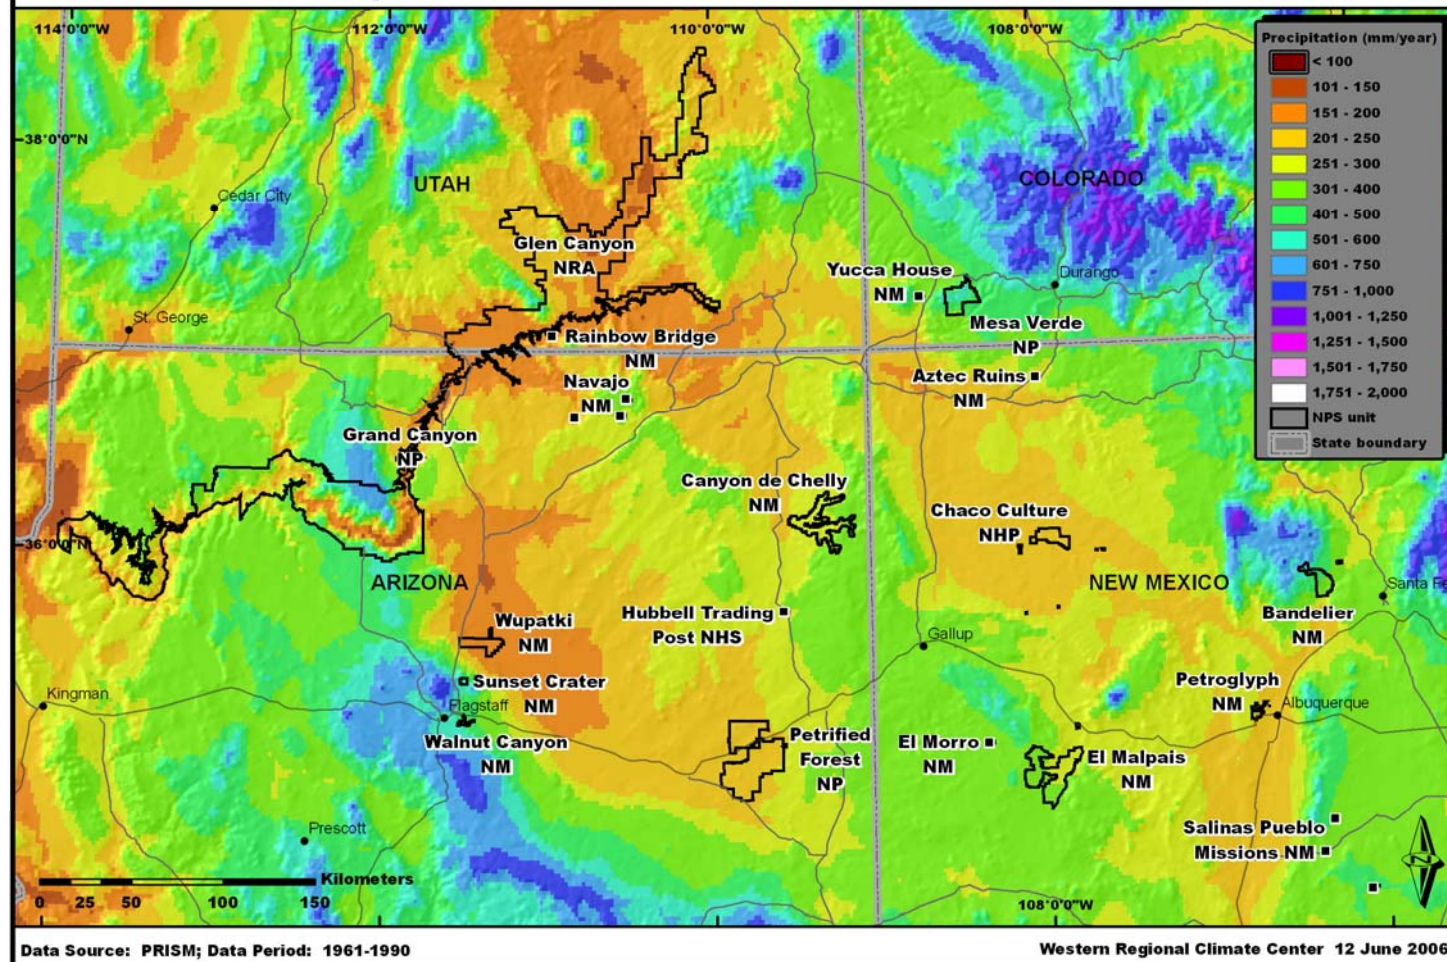 114°0'0"W
112°0'0"W
110°0'0"W
108°0'0"W
Precipitation (mm/year)
< 100
101 - 150
151 - 200
201 - 250
251 - 300
301 - 400
401 - 500
501 - 600
601 - 750
751 - 1,000
1,001 - 1,250
1,251 - 1,500
1,501 - 1,750
1,751 - 2,000
NPS unit
State boundary
38°0'0"N
UTAH
COLORADO
Cedar City
Glen Canyon
NRA
Yucca House
NM
Durango
St. George
Mesa Verde
NP
Rainbow Bridge
NM
Navajo
NM
Aztec Ruins
NM
Grand Canyon
NP
Canyon de Chelly
NM
Chaco Culture
NHP
36°0'0"N
ARIZONA
NEW MEXICO
Santa Fe
Wupatki
NM
Hubbell Trading
Post NHS
Bandelier
NM
Gallup
Kingman
Sunset Crater
NM
Flagstaff
Walnut Canyon
NM
Petroglyph
NM
Albuquerque
Petrified
Forest
NP
El Morro
NM
El Malpais
NM
Prescott
Salinas Pueblo
Missions NM
N
Kilometers
0 25 50 100 150
108°0'0"W
Data Source: PRISM; Data Period: 1961-1990
Western Regional Climate Center 12 June 2006